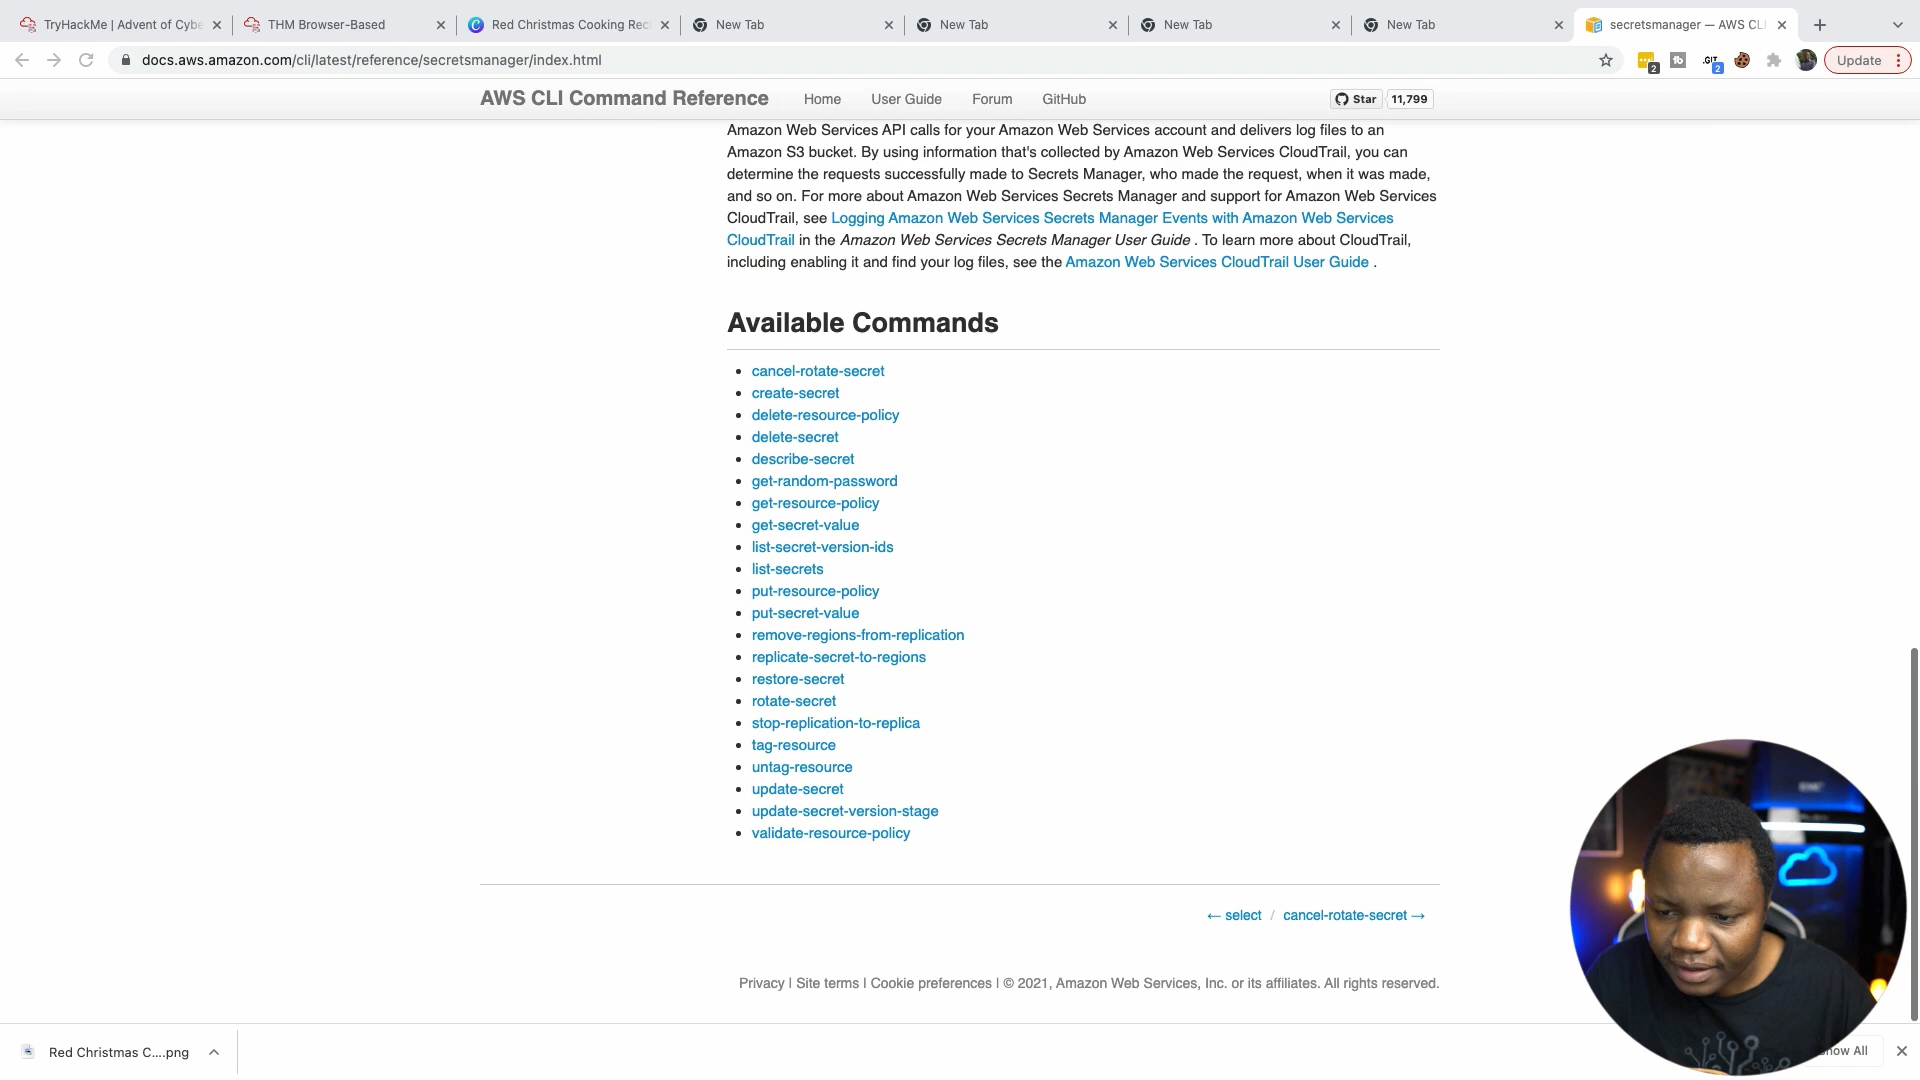 TryHackMe | Advent of Cybe
THM Browser-Based
Red Christmas Cooking Reci
New Tab
New Tab
New Tab
New Tab
secretsmanager — AWS CLI
docs.aws.amazon.com/cli/latest/reference/secretsmanager/index.html
2
.GIT
2
Update
AWS CLI Command Reference
Home
User Guide
Forum
GitHub
Star
11,799
Amazon Web Services API calls for your Amazon Web Services account and delivers log files to an
Amazon S3 bucket. By using information that's collected by Amazon Web Services CloudTrail, you can
determine the requests successfully made to Secrets Manager, who made the request, when it was made,
and so on. For more about Amazon Web Services Secrets Manager and support for Amazon Web Services
CloudTrail, see Logging Amazon Web Services Secrets Manager Events with Amazon Web Services
CloudTrail in the Amazon Web Services Secrets Manager User Guide . To learn more about CloudTrail,
including enabling it and find your log files, see the Amazon Web Services CloudTrail User Guide .
Available Commands
cancel-rotate-secret
create-secret
delete-resource-policy
delete-secret
describe-secret
get-random-password
get-resource-policy
get-secret-value
list-secret-version-ids
list-secrets
put-resource-policy
put-secret-value
remove-regions-from-replication
replicate-secret-to-regions
restore-secret
rotate-secret
stop-replication-to-replica
tag-resource
untag-resource
update-secret
update-secret-version-stage
validate-resource-policy
← select / cancel-rotate-secret →
Privacy | Site terms | Cookie preferences | © 2021, Amazon Web Services, Inc. or its affiliates. All rights reserved.
Red Christmas C....png
how All